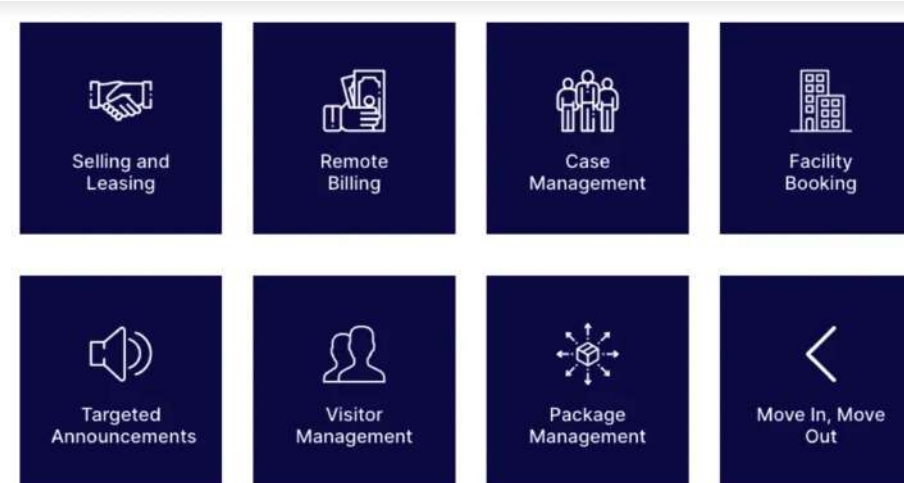 Selling and
Leasing
Remote
Billing
Case
Management
Facility
Booking
Targeted
Announcements
Visitor
Management
Package
Management
Move In, Move
Out